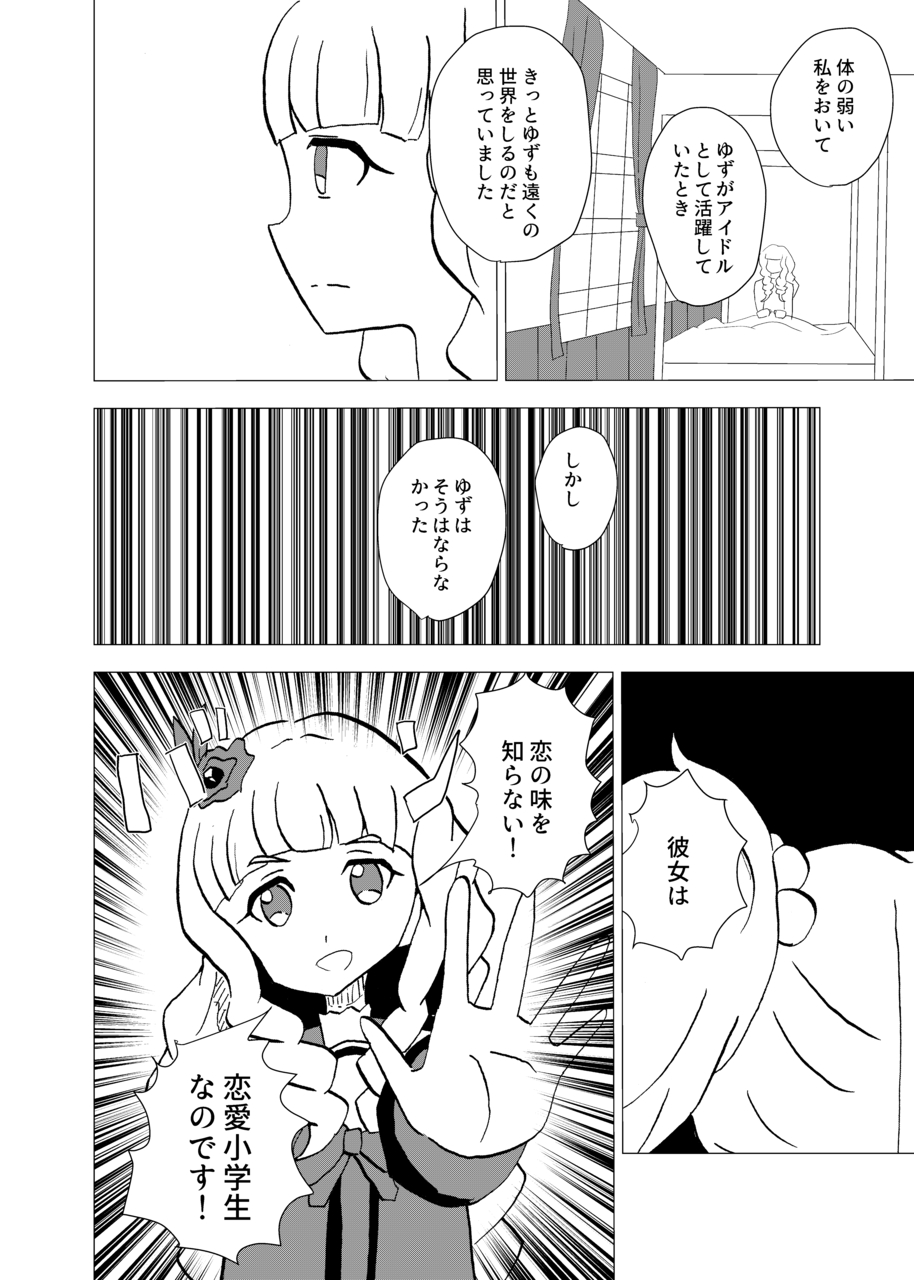 体の弱い
私をおいて
ゆずがアイドル
として活躍して
いたとき
きっとゆずも遠くの
世界をしるのだと
思っていました
しかし
ゆずは
そうはならな
かった
彼女は
恋の味を
知らない！
恋愛小学生
なのです！